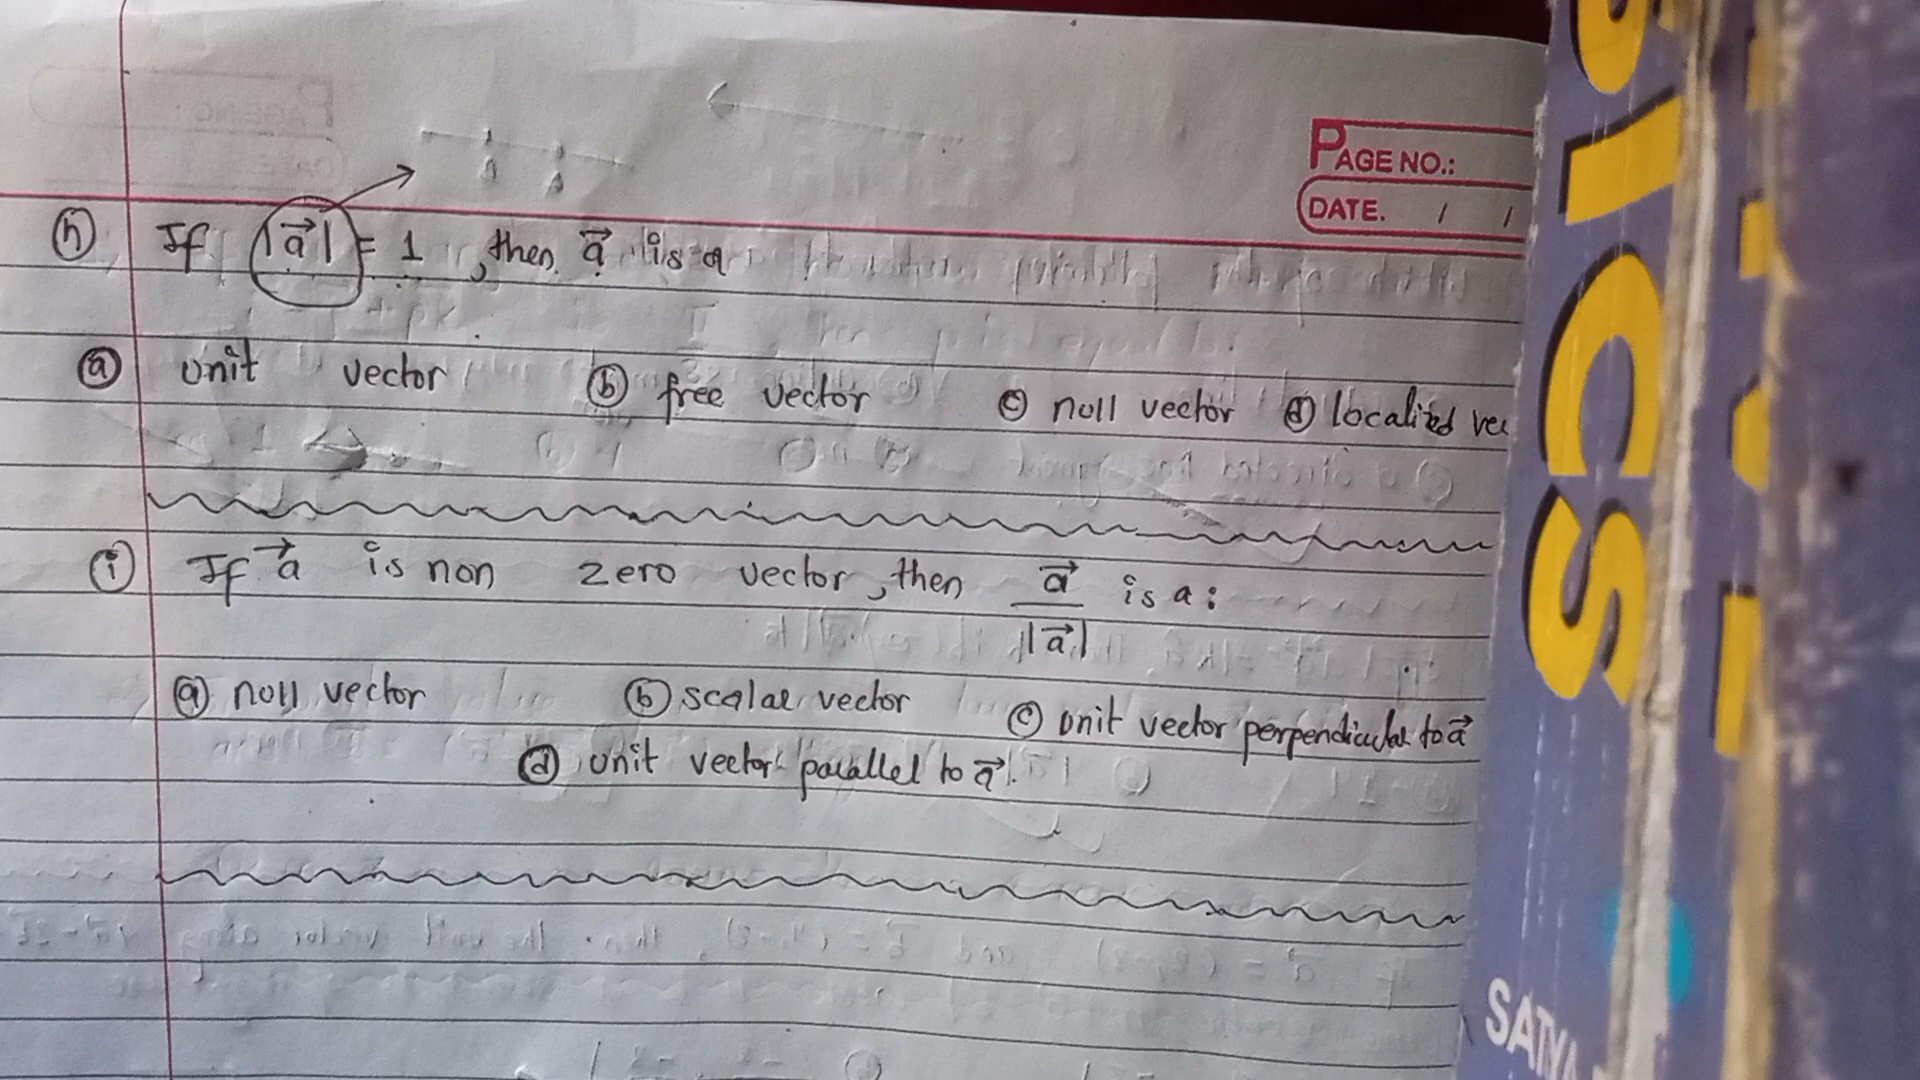 PAGE NO.:
DATE. / /
(h) If |a⃗| = 1, then a⃗ is a
(a) unit vector (b) free vector (c) null vector (d) localized vec
(i) If a⃗ is non zero vector, then a⃗/|a⃗| is a:
(a) null vector (b) scalar vector (c) unit vector perpendicular to a⃗
(d) unit vector parallel to a⃗.
SICS
SATYA